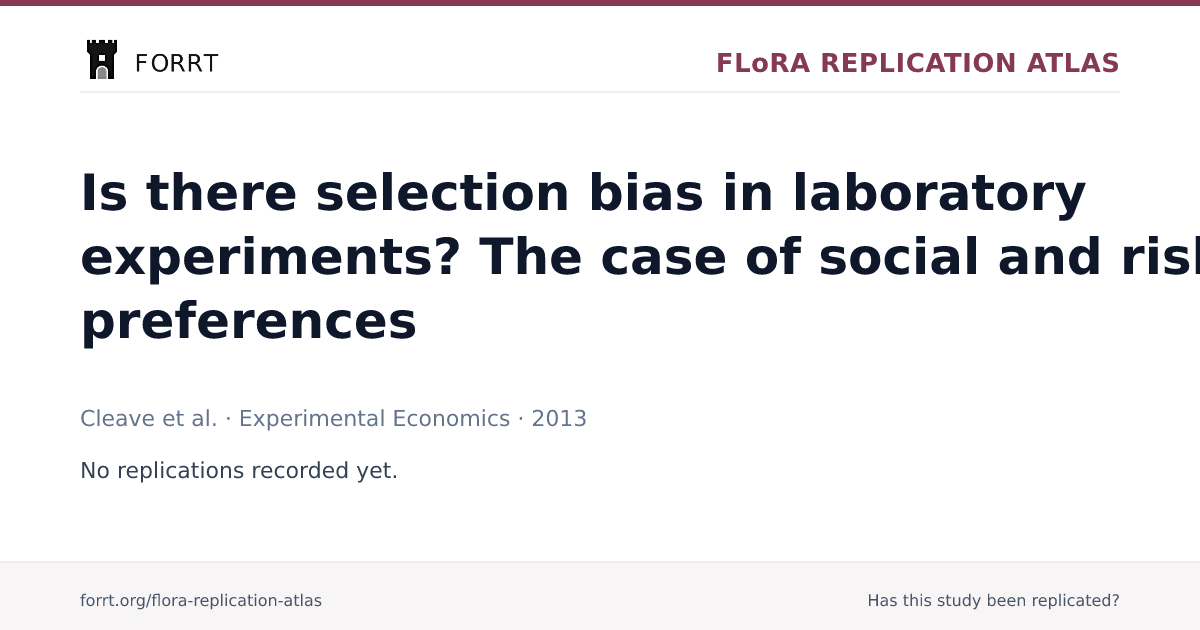 FORRT
FLoRA REPLICATION ATLAS
Is there selection bias in laboratory
experiments? The case of social and risk
preferences
Cleave et al. · Experimental Economics · 2013
No replications recorded yet.
forrt.org/flora-replication-atlas
Has this study been replicated?